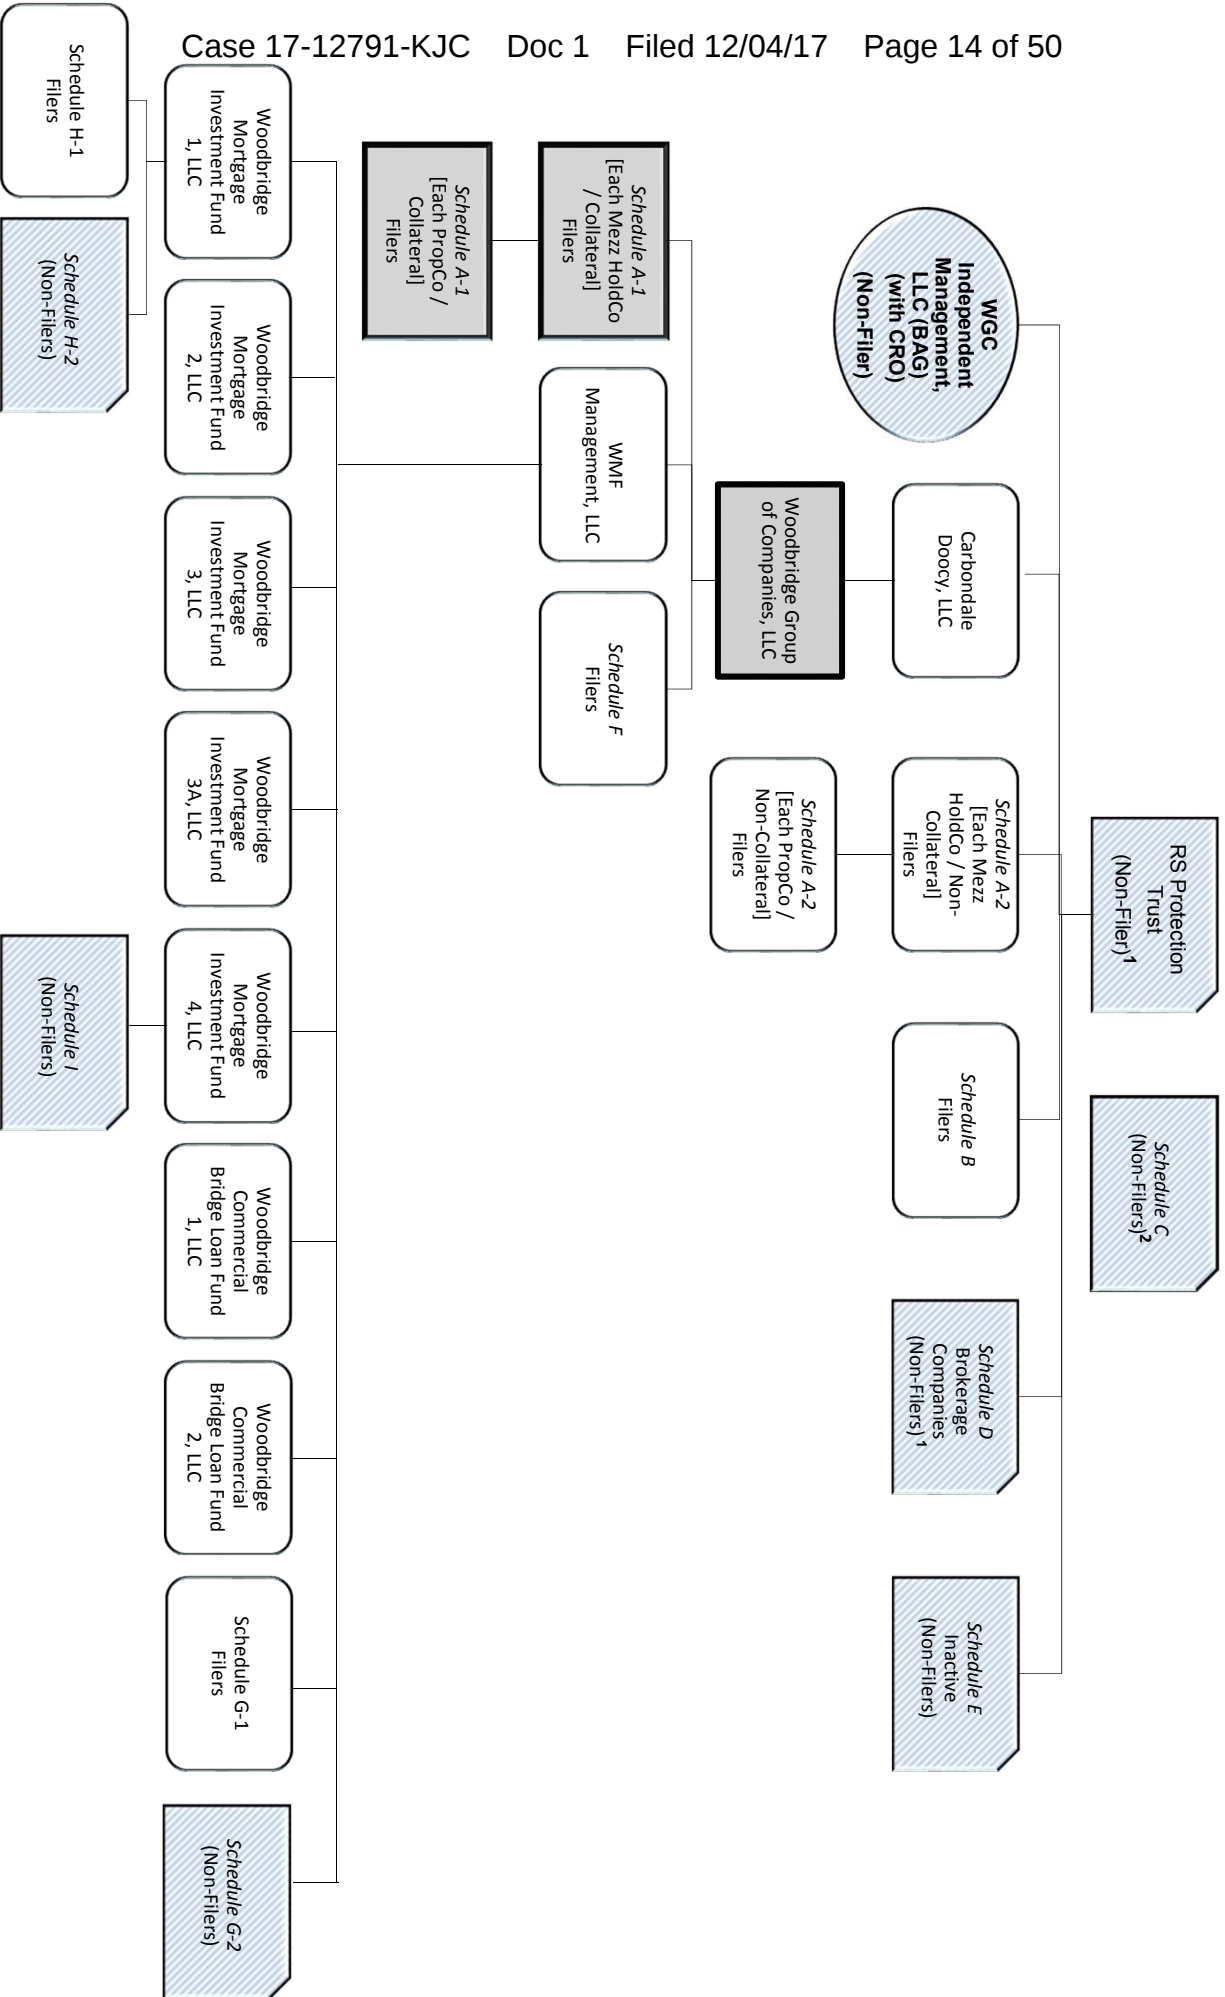 Case 17-12791-KJC Doc 1 Filed 12/04/17 Page 14 of 50
RS Protection
Trust
(Non-Filer)1
Schedule C
(Non-Filers)2
WGC
Independent
Management,
LLC (BAG)
(with CRO)
(Non-Filer)
Carbondale
Doocy, LLC
Schedule A-2
[Each Mezz
HoldCo / Non-
Collateral]
Filers
Schedule B
Filers
Schedule D
Brokerage
Companies
(Non-Filers) 1
Schedule E
Inactive
(Non-Filers)
Woodbridge Group
of Companies, LLC
Schedule A-2
[Each PropCo /
Non-Collateral]
Filers
Schedule A-1
[Each Mezz HoldCo
/ Collateral]
Filers
WMF
Management, LLC
Schedule F
Filers
Schedule A-1
[Each PropCo /
Collateral]
Filers
Woodbridge
Mortgage
Investment Fund
1, LLC
Woodbridge
Mortgage
Investment Fund
2, LLC
Woodbridge
Mortgage
Investment Fund
3, LLC
Woodbridge
Mortgage
Investment Fund
3A, LLC
Woodbridge
Mortgage
Investment Fund
4, LLC
Woodbridge
Commercial
Bridge Loan Fund
1, LLC
Woodbridge
Commercial
Bridge Loan Fund
2, LLC
Schedule G-1
Filers
Schedule G-2
(Non-Filers)
Schedule H-1
Filers
Schedule H-2
(Non-Filers)
Schedule I
(Non-Filers)